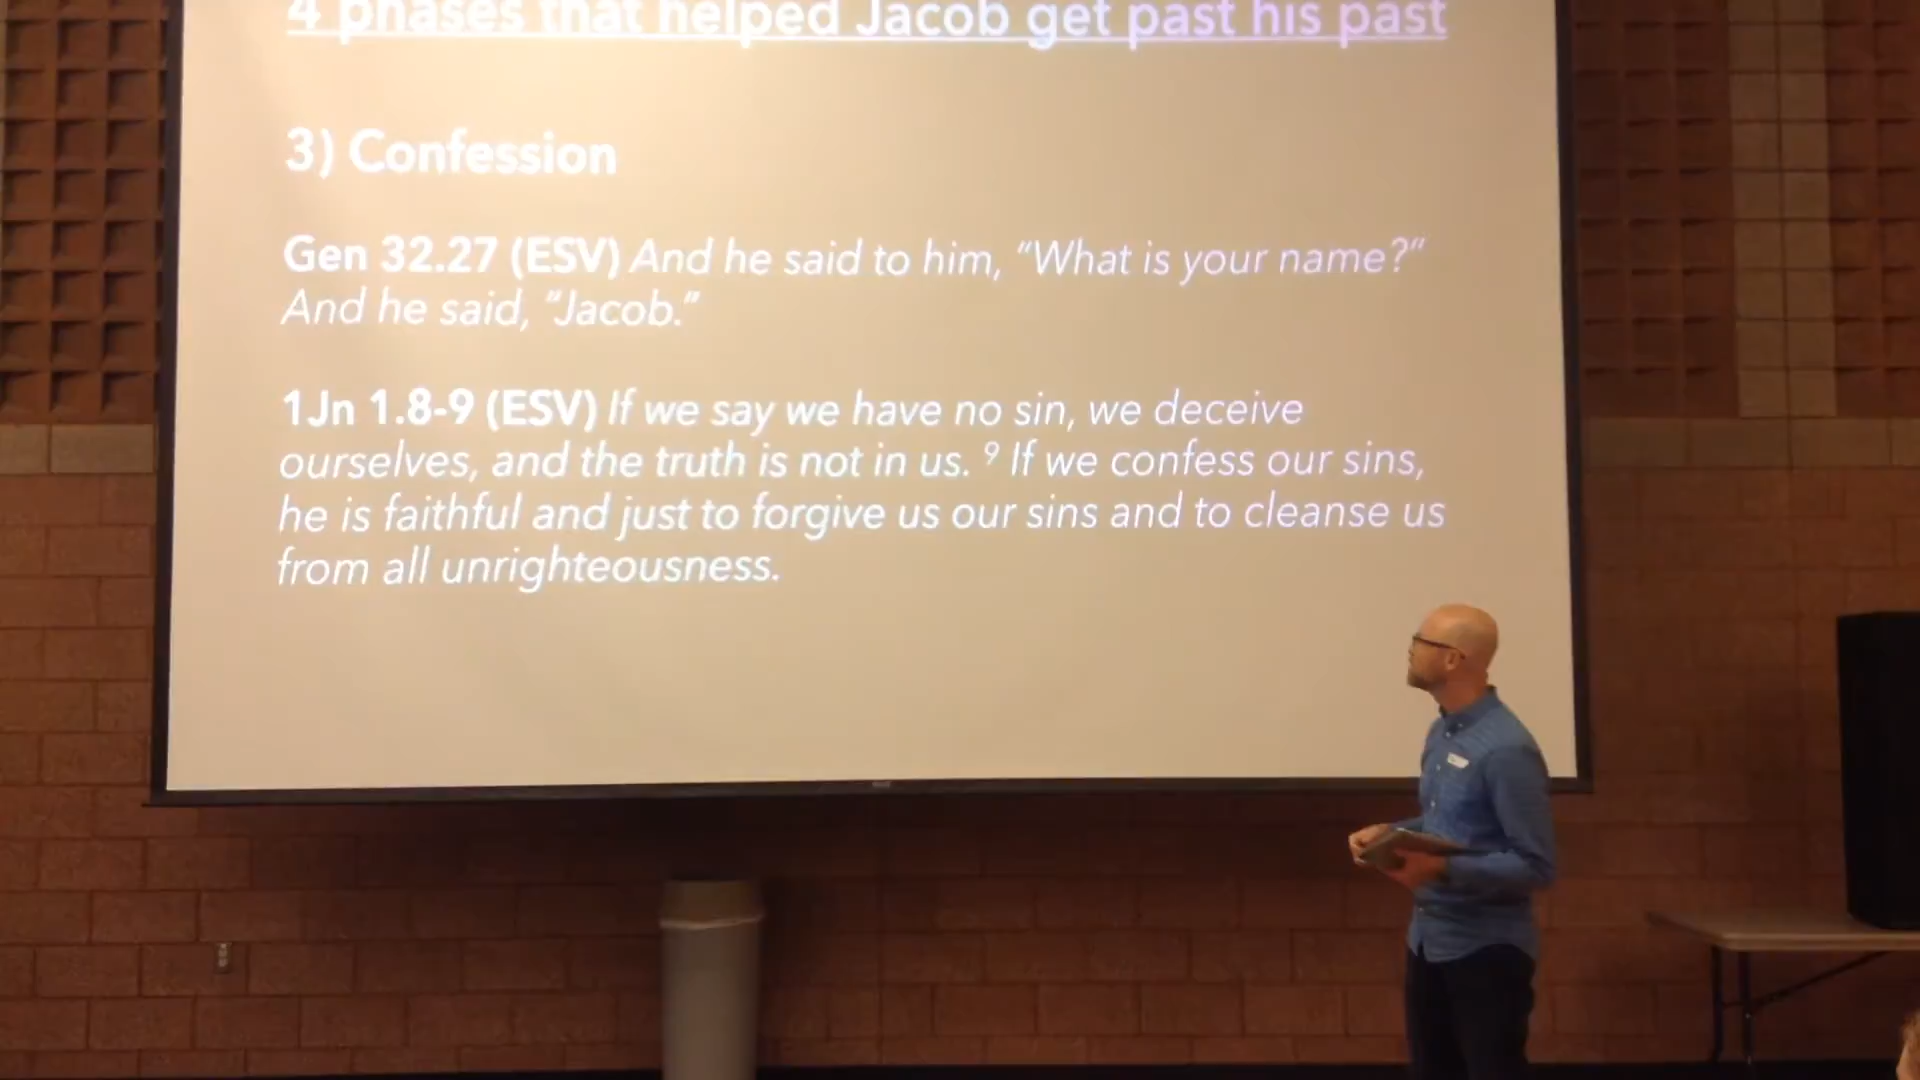 4 phases that helped Jacob get past his past
3) Confession
Gen 32.27 (ESV) And he said to him, “What is your name?”
And he said, “Jacob.”
1Jn 1.8-9 (ESV) If we say we have no sin, we deceive
ourselves, and the truth is not in us. ⁹ If we confess our sins,
he is faithful and just to forgive us our sins and to cleanse us
from all unrighteousness.